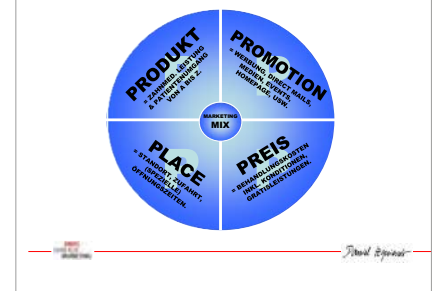 PRODUKT
= ZAHNMED. LEISTUNG
& PATIENTENUMGANG
VON A BIS Z.
PROMOTION
= WERBUNG, DIRECT MAILS,
MEDIEN, EVENTS,
HOMEPAGE, USW.
MARKETING
MIX
PLACE
= STANDORT, ZUFAHRT,
(SPEZIELLE)
ÖFFNUNGSZEITEN.
PREIS
= BEHANDLUNGSKOSTEN
INKL. KONDITIONEN,
GRATISLEISTUNGEN.